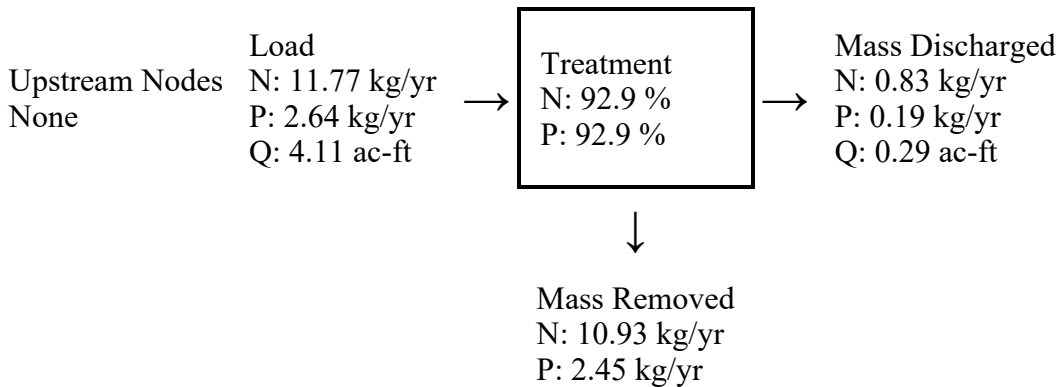 Upstream Nodes
None
Load
N: 11.77 kg/yr
P: 2.64 kg/yr
Q: 4.11 ac-ft
Treatment
N: 92.9 %
P: 92.9 %
Mass Discharged
N: 0.83 kg/yr
P: 0.19 kg/yr
Q: 0.29 ac-ft
Mass Removed
N: 10.93 kg/yr
P: 2.45 kg/yr